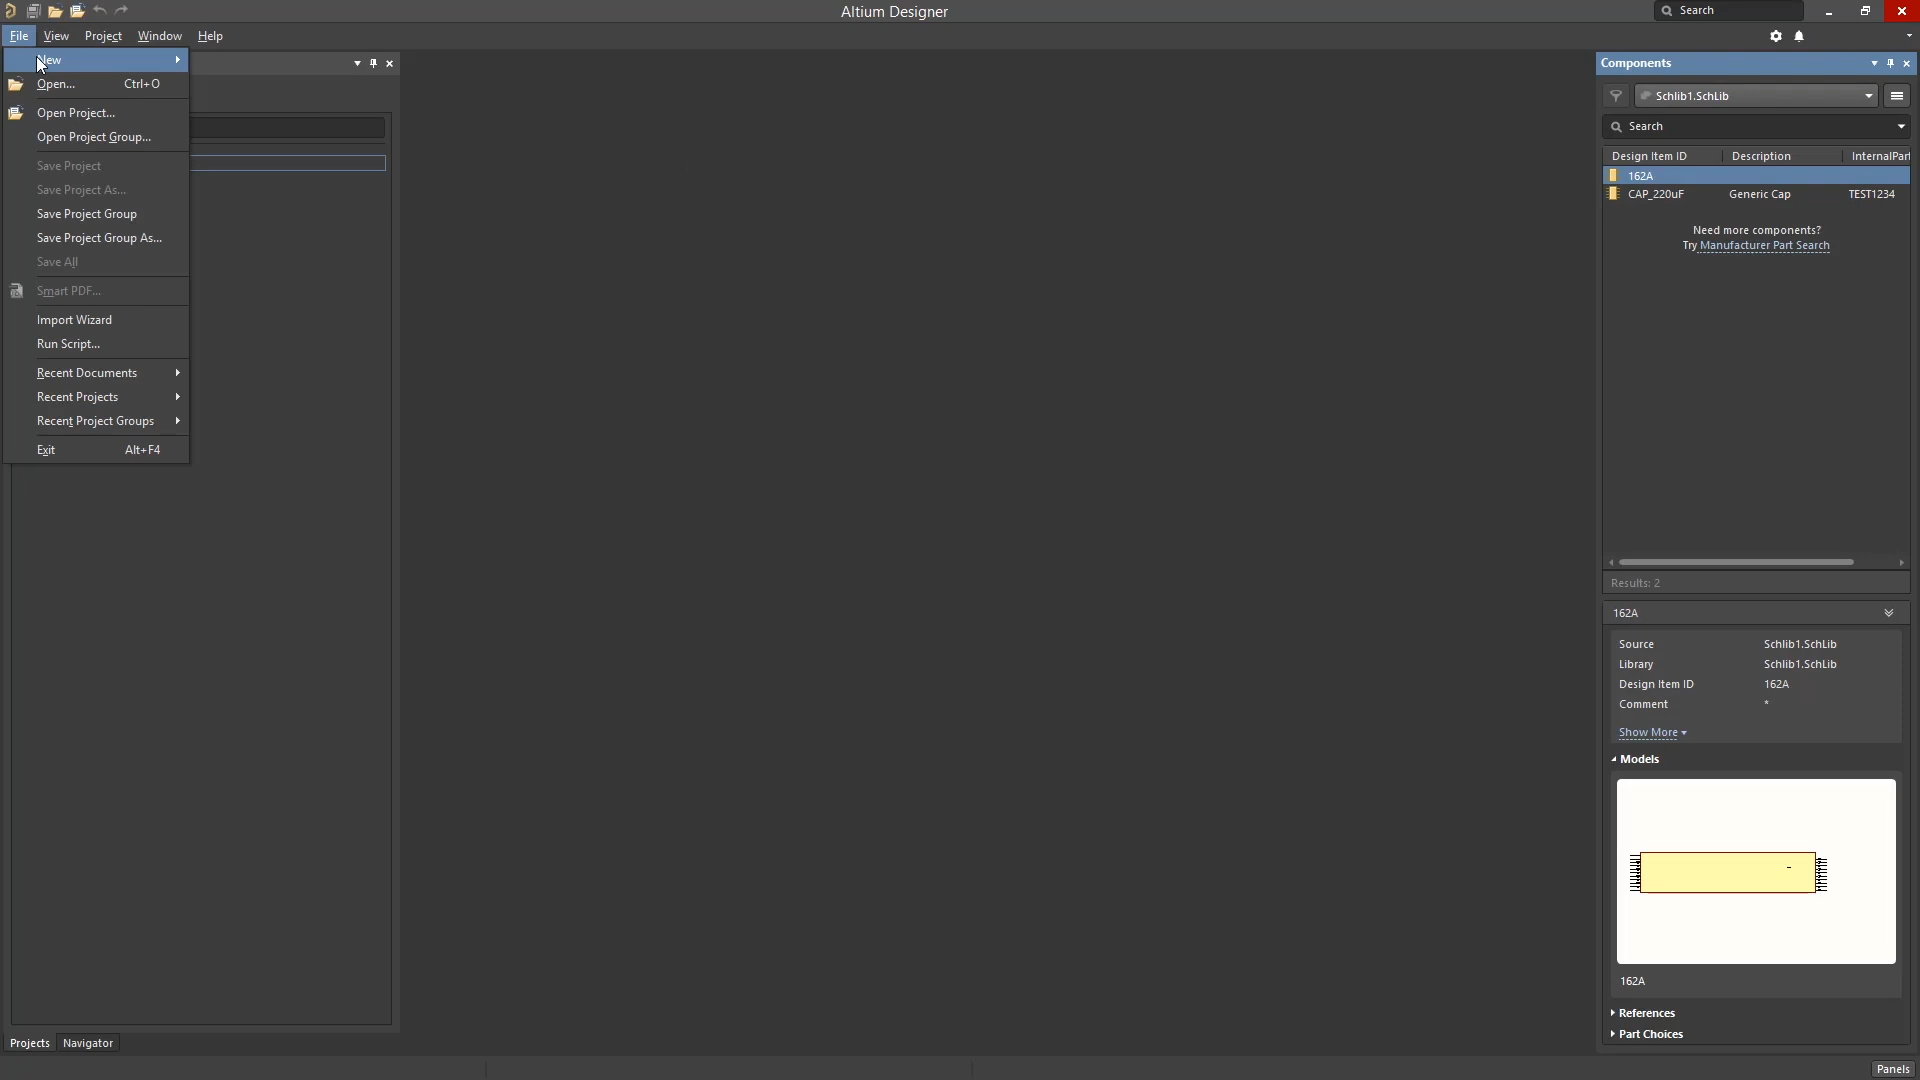 Altium Designer
Search
File View Project Window Help
New
Open... Ctrl+O
Open Project...
Open Project Group...
Save Project
Save Project As...
Save Project Group
Save Project Group As...
Save All
Smart PDF...
Import Wizard
Run Script...
Recent Documents
Recent Projects
Recent Project Groups
Exit Alt+F4
Projects Navigator
Components
Schlib1.SchLib
Search
Design Item ID Description InternalPart
162A
CAP_220uF Generic Cap TEST1234
Need more components?
Try Manufacturer Part Search
Results: 2
162A
Source Schlib1.SchLib
Library Schlib1.SchLib
Design Item ID 162A
Comment *
Show More
Models
162A
References
Part Choices
Panels